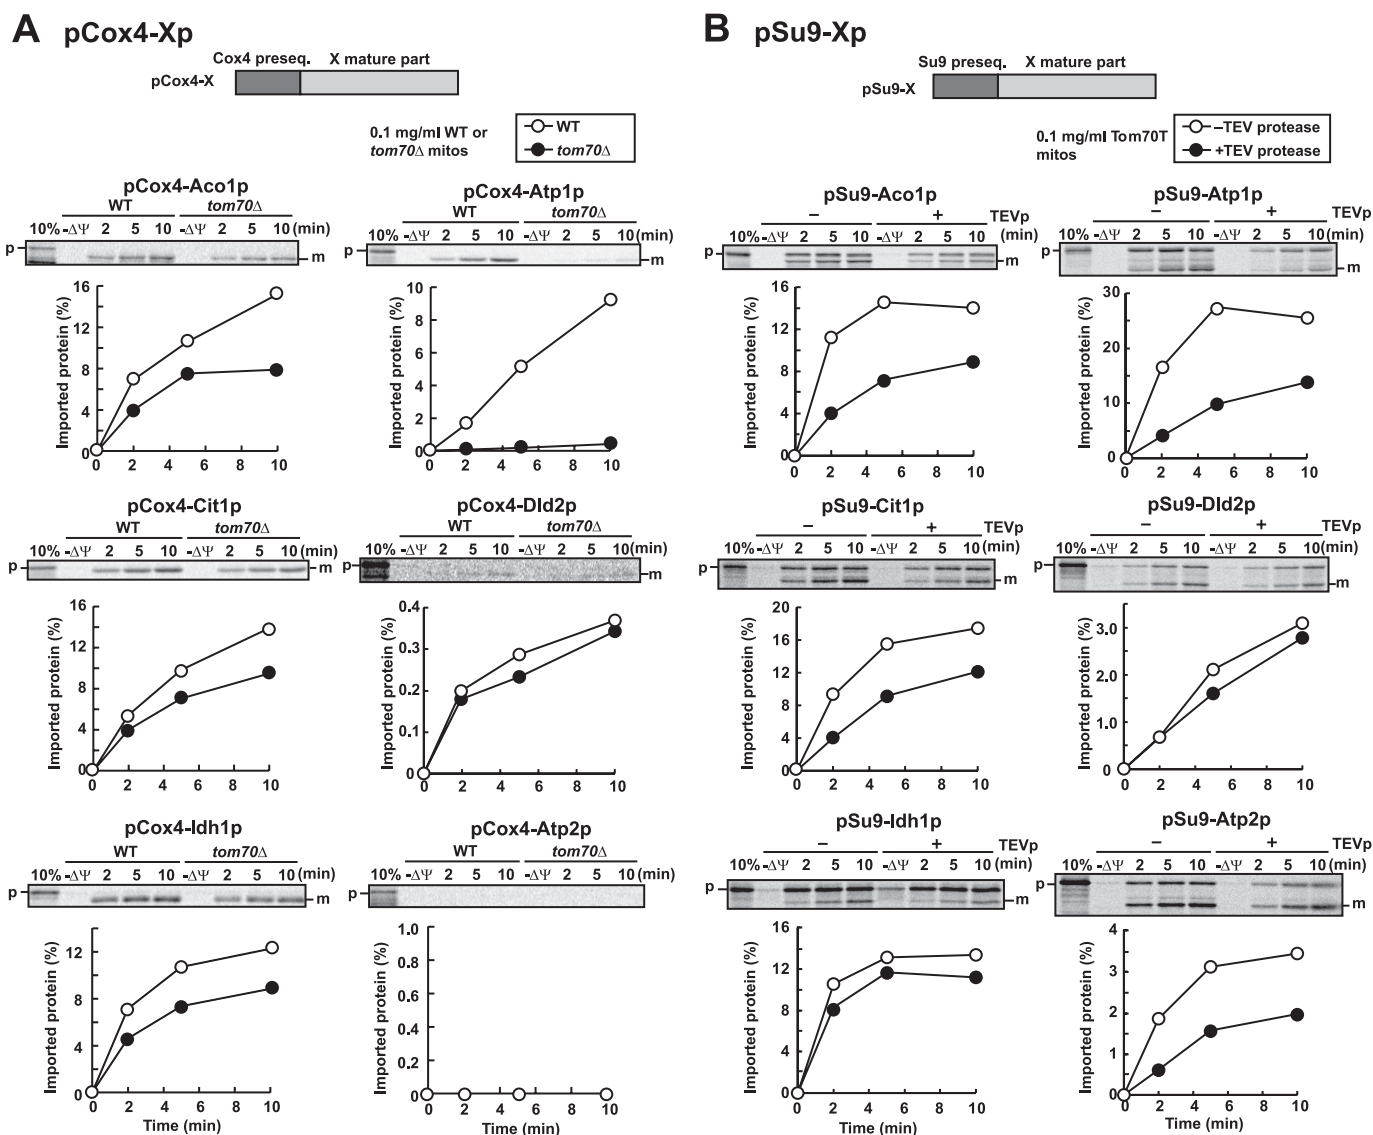 A pCox4-Xp
Cox4 preseq. X mature part
pCox4-X
0.1 mg/ml WT or
tom70Δ mitos
WT
tom70Δ
pCox4-Aco1p
WT tom70Δ
10% -ΔΨ 2 5 10 -ΔΨ 2 5 10 (min)
p
m
Imported protein (%)
16
12
8
4
0
0 2 4 6 8 10
pCox4-Atp1p
WT tom70Δ
10% -ΔΨ 2 5 10 -ΔΨ 2 5 10 (min)
p
m
Imported protein (%)
10
8
6
4
2
0
0 2 4 6 8 10
pCox4-Cit1p
WT tom70Δ
10% -ΔΨ 2 5 10 -ΔΨ 2 5 10 (min)
p
m
Imported protein (%)
16
12
8
4
0
0 2 4 6 8 10
pCox4-Dld2p
WT tom70Δ
10% -ΔΨ 2 5 10 -ΔΨ 2 5 10 (min)
p
m
Imported protein (%)
0.4
0.3
0.2
0.1
0
0 2 4 6 8 10
pCox4-Idh1p
WT tom70Δ
10% -ΔΨ 2 5 10 -ΔΨ 2 5 10 (min)
p
m
Imported protein (%)
12
8
4
0
0 2 4 6 8 10
Time (min)
pCox4-Atp2p
WT tom70Δ
10% -ΔΨ 2 5 10 -ΔΨ 2 5 10 (min)
p
m
Imported protein (%)
1.0
0.8
0.6
0.4
0.2
0
0 2 4 6 8 10
Time (min)
B pSu9-Xp
Su9 preseq. X mature part
pSu9-X
0.1 mg/ml Tom70T
mitos
–TEV protease
+TEV protease
pSu9-Aco1p
– + TEVp
10% -ΔΨ 2 5 10 -ΔΨ 2 5 10 (min)
p
m
Imported protein (%)
16
12
8
4
0
0 2 4 6 8 10
pSu9-Atp1p
– + TEVp
10% -ΔΨ 2 5 10 -ΔΨ 2 5 10 (min)
p
m
Imported protein (%)
30
20
10
0
0 2 4 6 8 10
pSu9-Cit1p
– + TEVp
10% -ΔΨ 2 5 10 -ΔΨ 2 5 10 (min)
p
m
Imported protein (%)
20
16
12
8
4
0
0 2 4 6 8 10
pSu9-Dld2p
– + TEVp
10% -ΔΨ 2 5 10 -ΔΨ 2 5 10 (min)
p
m
Imported protein (%)
3.0
2.0
1.0
0
0 2 4 6 8 10
pSu9-Idh1p
– + TEVp
10% -ΔΨ 2 5 10 -ΔΨ 2 5 10 (min)
p
m
Imported protein (%)
16
12
8
4
0
0 2 4 6 8 10
Time (min)
pSu9-Atp2p
– + TEVp
10% -ΔΨ 2 5 10 -ΔΨ 2 5 10 (min)
p
m
Imported protein (%)
4
3
2
1
0
0 2 4 6 8 10
Time (min)